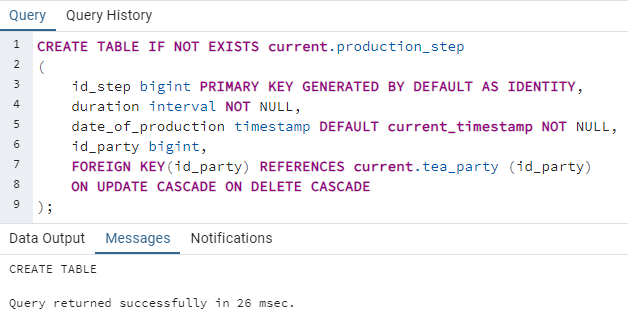 Query Query History
1 CREATE TABLE IF NOT EXISTS current.production_step
2 (
3 id_step bigint PRIMARY KEY GENERATED BY DEFAULT AS IDENTITY,
4 duration interval NOT NULL,
5 date_of_production timestamp DEFAULT current_timestamp NOT NULL,
6 id_party bigint,
7 FOREIGN KEY(id_party) REFERENCES current.tea_party (id_party)
8 ON UPDATE CASCADE ON DELETE CASCADE
9 );
Data Output Messages Notifications
CREATE TABLE
Query returned successfully in 26 msec.